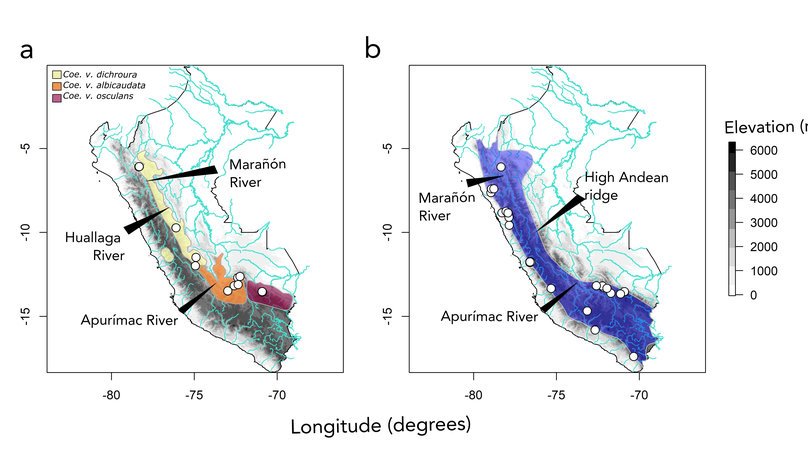 a
Coe. v. dichroura
Coe. v. albicaudata
Coe. v. osculans
-5
-10
-15
-80
-75
-70
Marañón
River
Huallaga
River
Apurímac River
b
-5
-10
-15
-80
-75
-70
Marañón
River
High Andean
ridge
Apurímac River
Elevation (
6000
5000
4000
3000
2000
1000
0
Longitude (degrees)